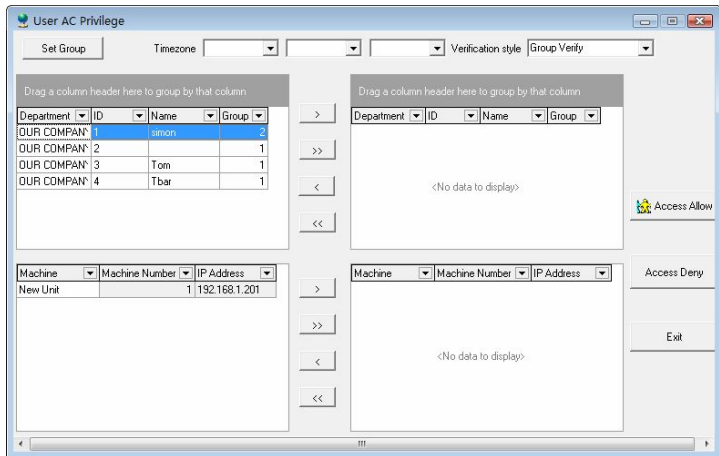 User AC Privilege
Set Group Timezone Verification style Group Verify
Drag a column header here to group by that column
Department ID Name Group
OUR COMPAN 1 simon 2
OUR COMPAN 2 1
OUR COMPAN 3 Tom 1
OUR COMPAN 4 Tbar 1
>
>>
<
<<
Drag a column header here to group by that column
Department ID Name Group
<No data to display>
Access Allow
Access Deny
Exit
Machine Machine Number IP Address
New Unit 1 192.168.1.201
>
>>
<
<<
Machine Machine Number IP Address
<No data to display>